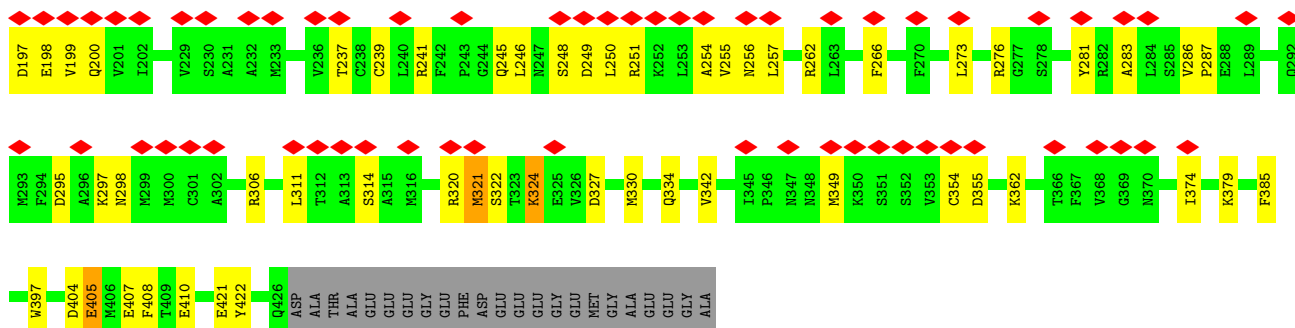 D197 E198 V199 Q200 V201 I202 V229 S230 A231 A232 M233 V236 T237 C238 C239 L240 R241 F242 P243 G244 Q245 L246 N247 S248 D249 L250 R251 K252 L253 A254 V255 N256 L257 R262 L263 F266 F270 L273 R276 G277 S278 Y281 R282 A283 L284 S285 V286 P287 E288 L289 Q292
M293 F294 D295 A296 K297 N298 M299 M300 C301 A302 R306 L311 T312 A313 S314 A315 M316 R320 M321 S322 T323 K324 E325 V326 D327 M330 Q334 V342 I345 P346 N347 N348 M349 K350 S351 S352 V353 C354 D355 K362 T366 F367 V368 G369 N370 I374 K379 F385
W397 D404 E405 M406 E407 F408 T409 E410 E421 Y422 Q426 ASP ALA THR ALA GLU GLU GLU GLY GLU PHE ASP GLU GLU GLU GLY GLU MET GLY ALA GLU GLU GLY ALA